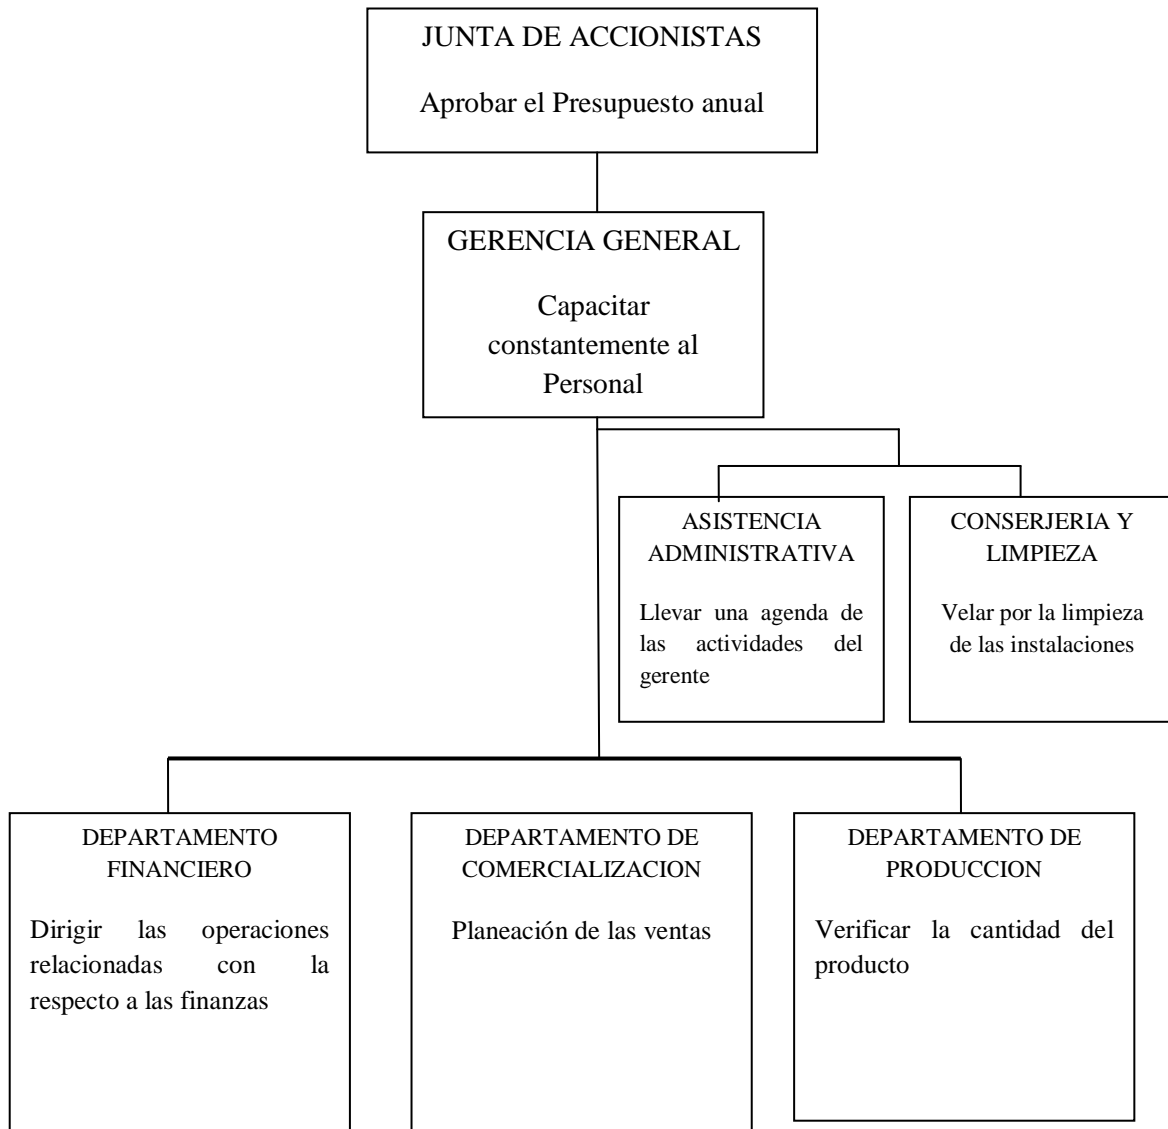 JUNTA DE ACCIONISTAS
Aprobar el Presupuesto anual
GERENCIA GENERAL
Capacitar
constantemente al
Personal
ASISTENCIA
ADMINISTRATIVA
Llevar una agenda de
las actividades del
gerente
CONSERJERIA Y
LIMPIEZA
Velar por la limpieza
de las instalaciones
DEPARTAMENTO
FINANCIERO
Dirigir las operaciones
relacionadas con la
respecto a las finanzas
DEPARTAMENTO DE
COMERCIALIZACION
Planeación de las ventas
DEPARTAMENTO DE
PRODUCCION
Verificar la cantidad del
producto